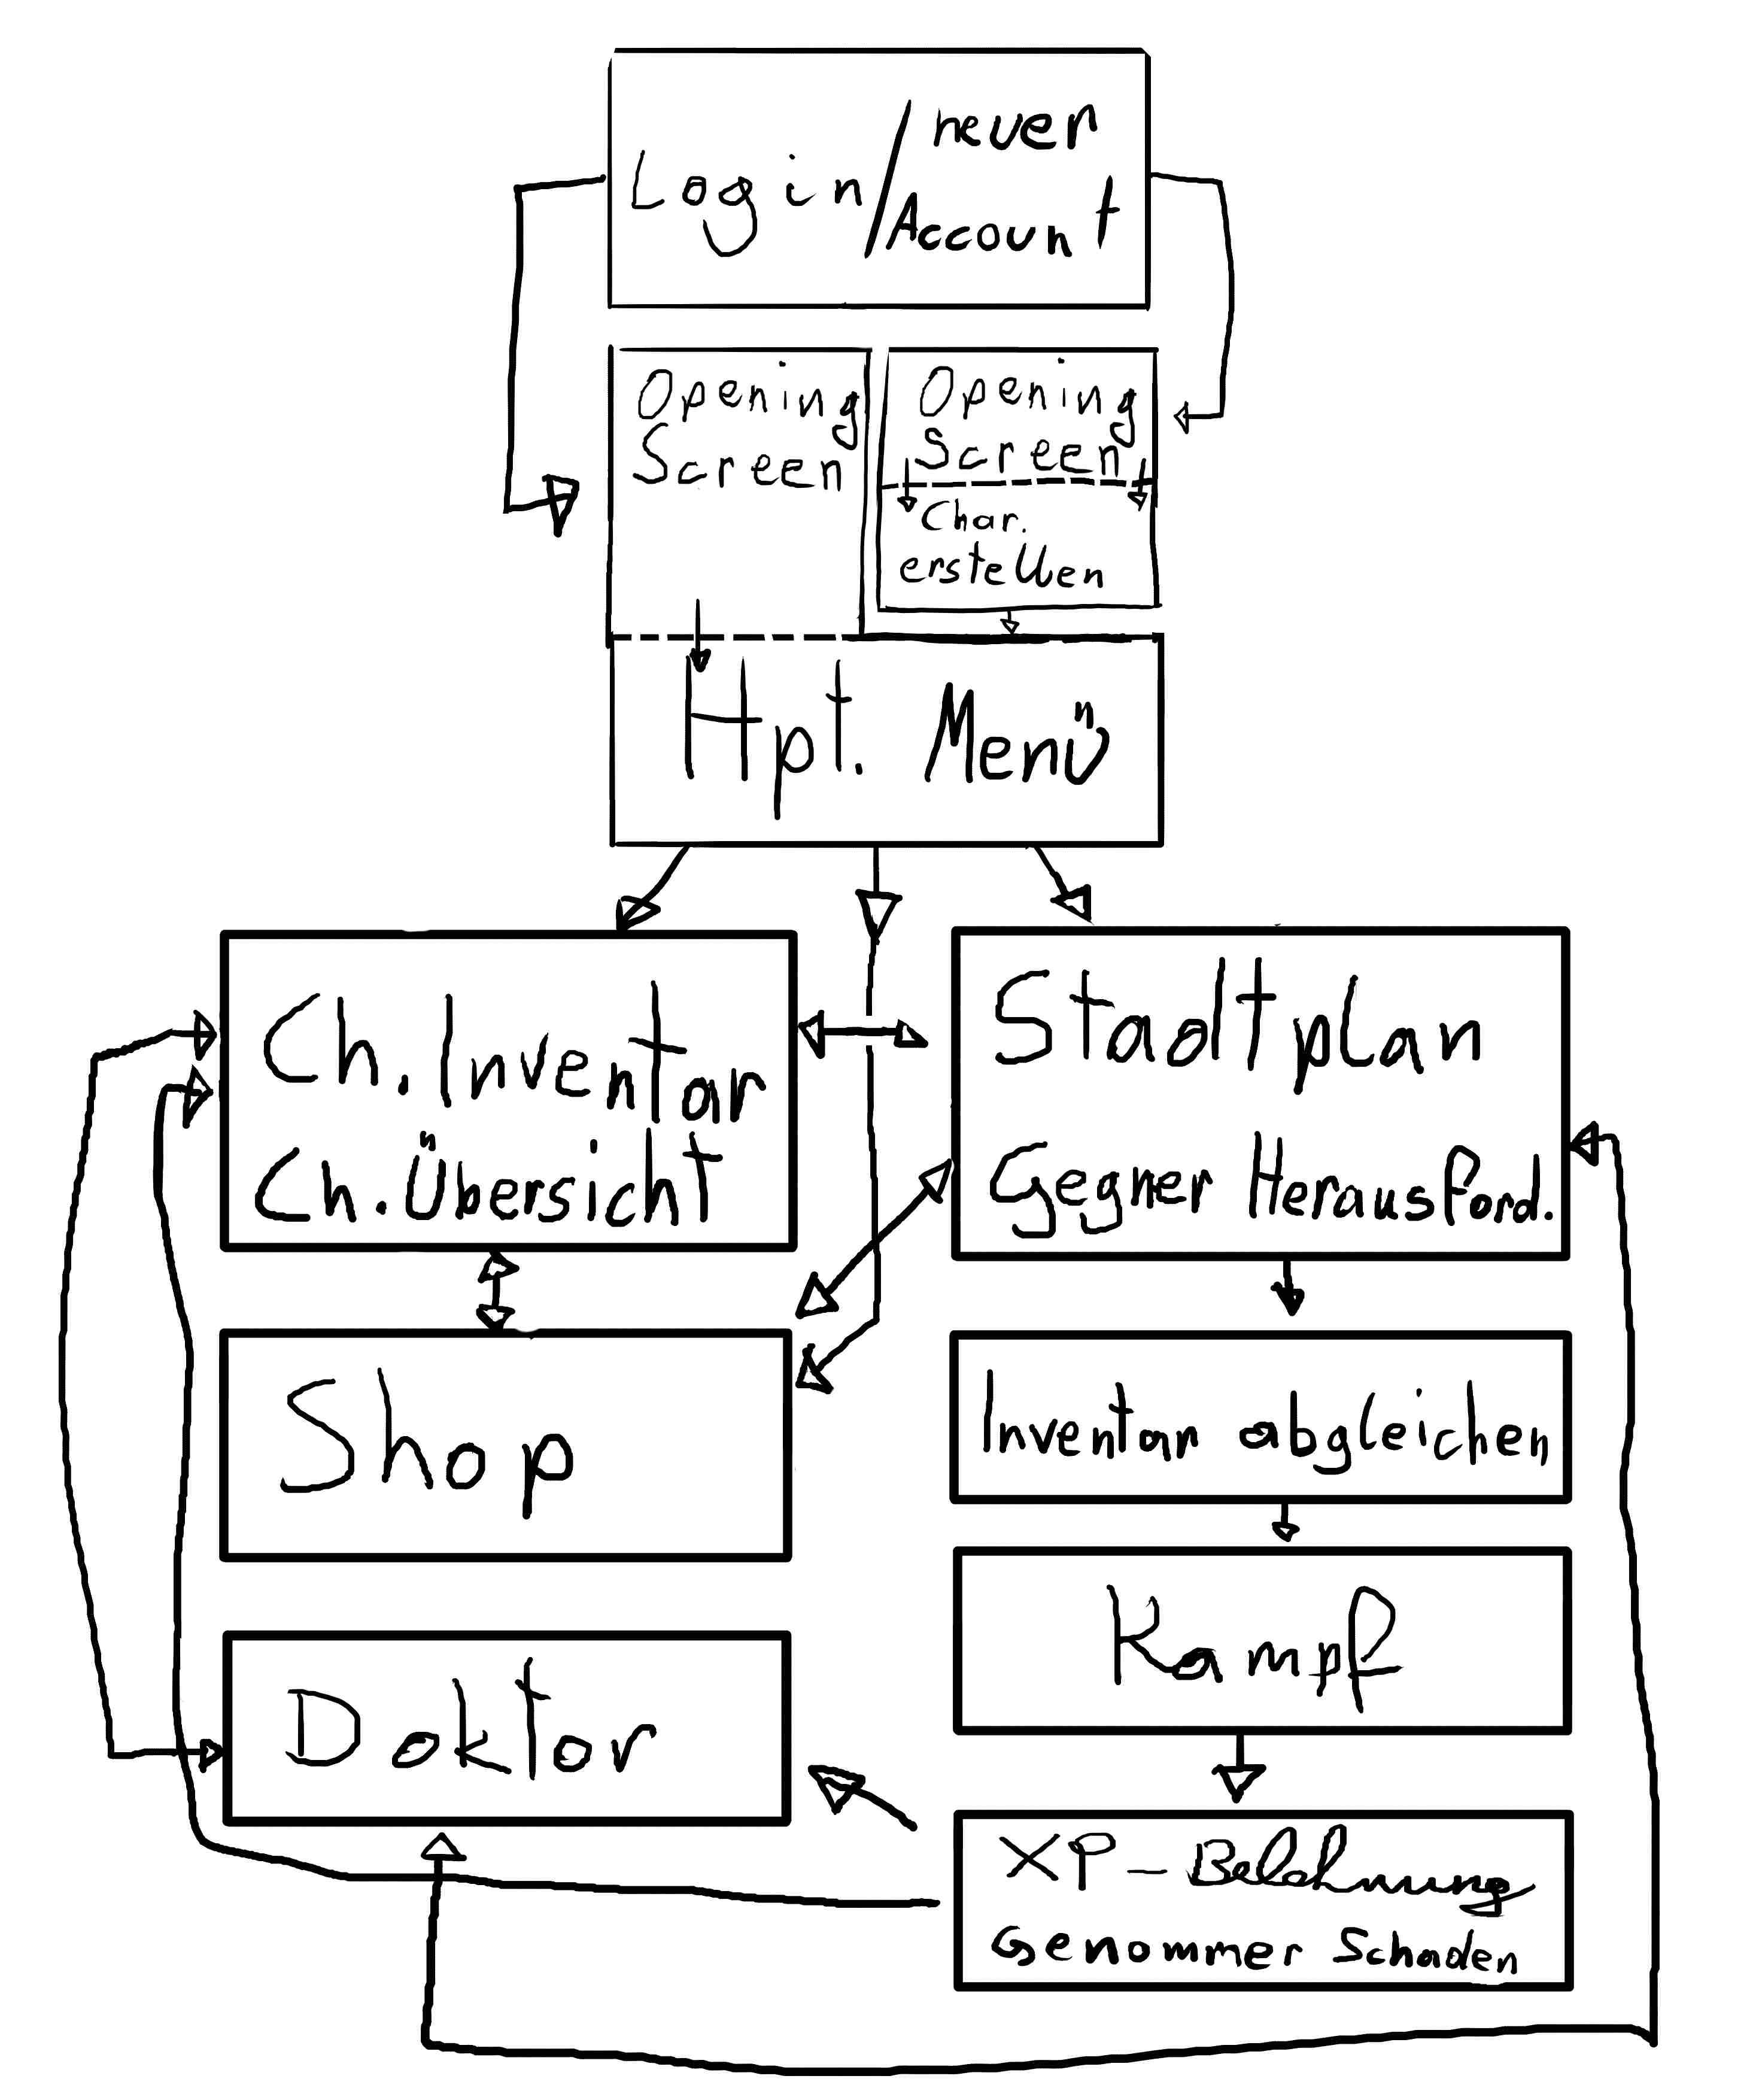 Login/neuer Account
Opening
Screen
Opening
Screen
Char.
erstellen
Hpt. Menü
Ch. Inventar
Ch. Übersicht
Stadtplan
Gegner Herausford.
Shop
Inventar abgleichen
Kampf
Doktor
XP-Belohnung
Genommer Schaden